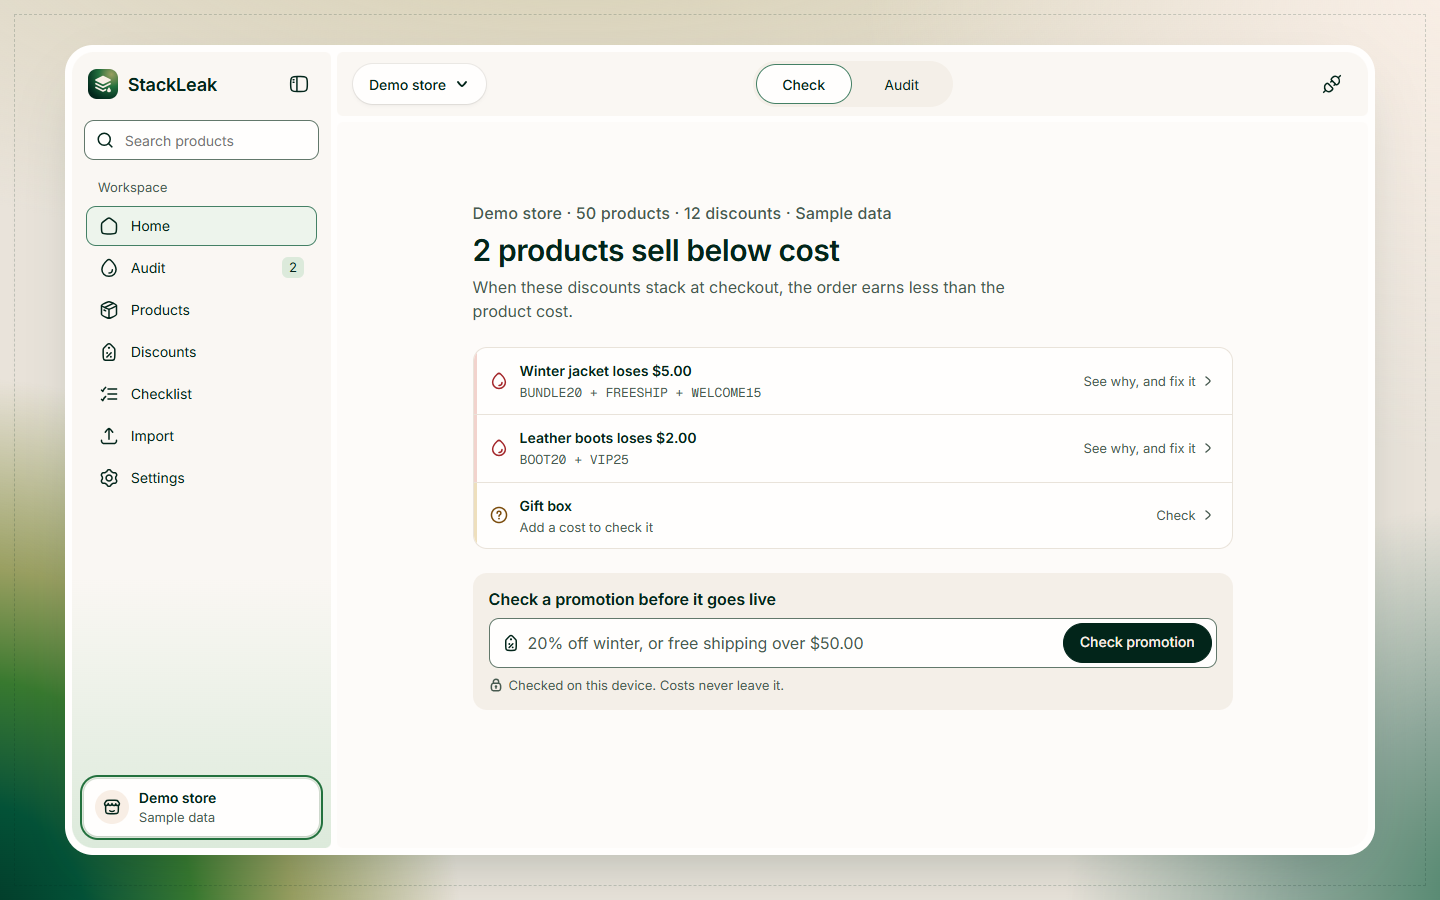 StackLeak
Search products
Workspace
Home
Audit 2
Products
Discounts
Checklist
Import
Settings
Demo store
Sample data
Demo store
Check
Audit
Demo store · 50 products · 12 discounts · Sample data
2 products sell below cost
When these discounts stack at checkout, the order earns less than the
product cost.
Winter jacket loses $5.00
BUNDLE20 + FREESHIP + WELCOME15
See why, and fix it
Leather boots loses $2.00
BOOT20 + VIP25
See why, and fix it
Gift box
Add a cost to check it
Check
Check a promotion before it goes live
20% off winter, or free shipping over $50.00
Check promotion
Checked on this device. Costs never leave it.